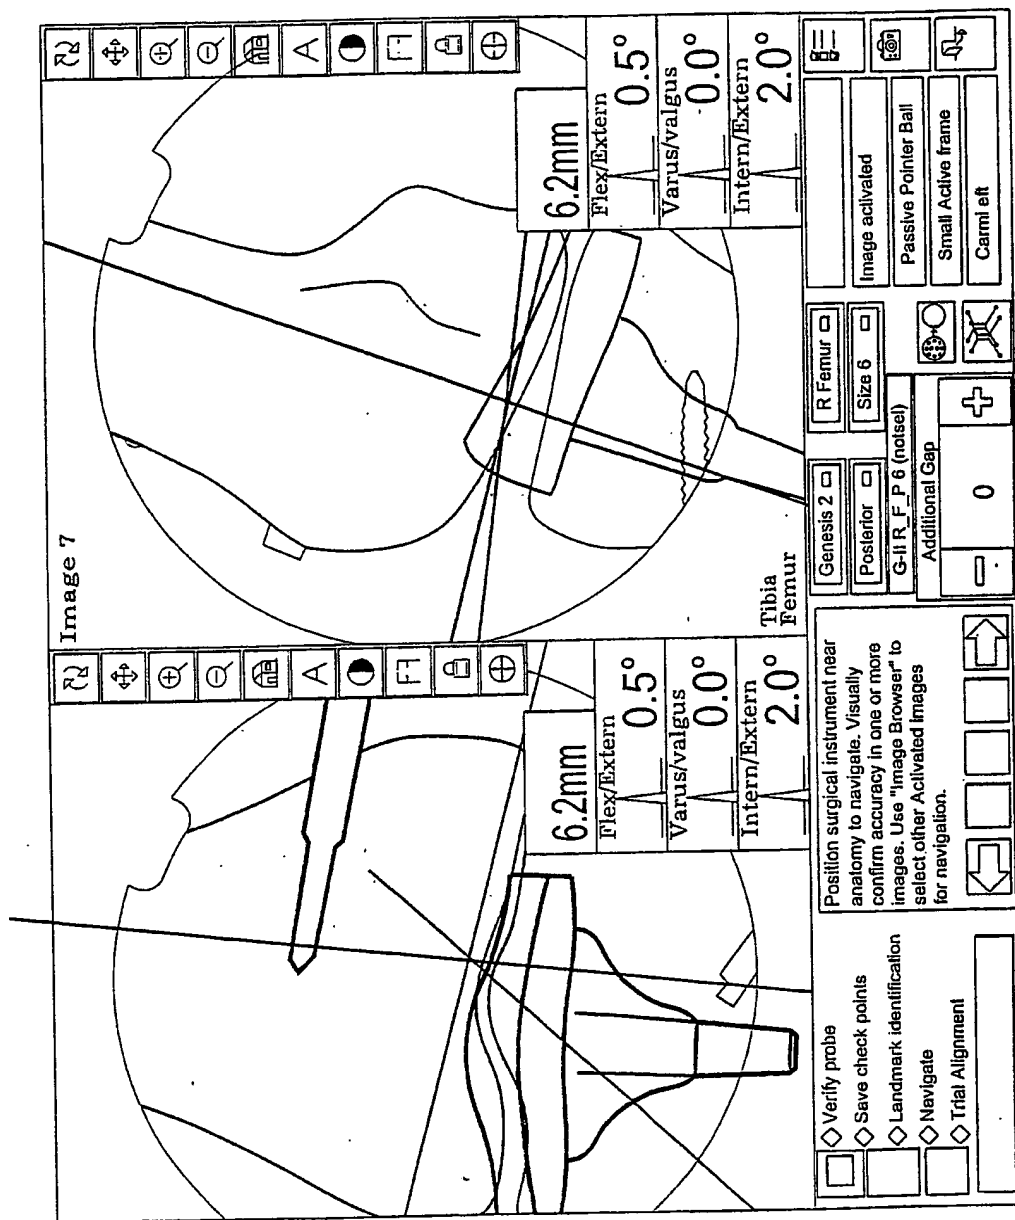 Image 7
A
6.2mm
Flex/Extern
0.5°
Varus/valgus
0.0°
Intern/Extern
2.0°
A
6.2mm
Flex/Extern
0.5°
Varus/valgus
0.0°
Intern/Extern
2.0°
Tibia
Femur
Verify probe
Save check points
Landmark identification
Navigate
Trial Alignment
Position surgical instrument near
anatomy to navigate. Visually
confirm accuracy in one or more
images. Use "Image Browser" to
select other Activated Images
for navigation.
Genesis 2
R Femur
Posterior
Size 6
G-II R_F_P 6 (notsel)
Additional Gap
0
Image activated
Passive Pointer Ball
Small Active frame
Carml eft